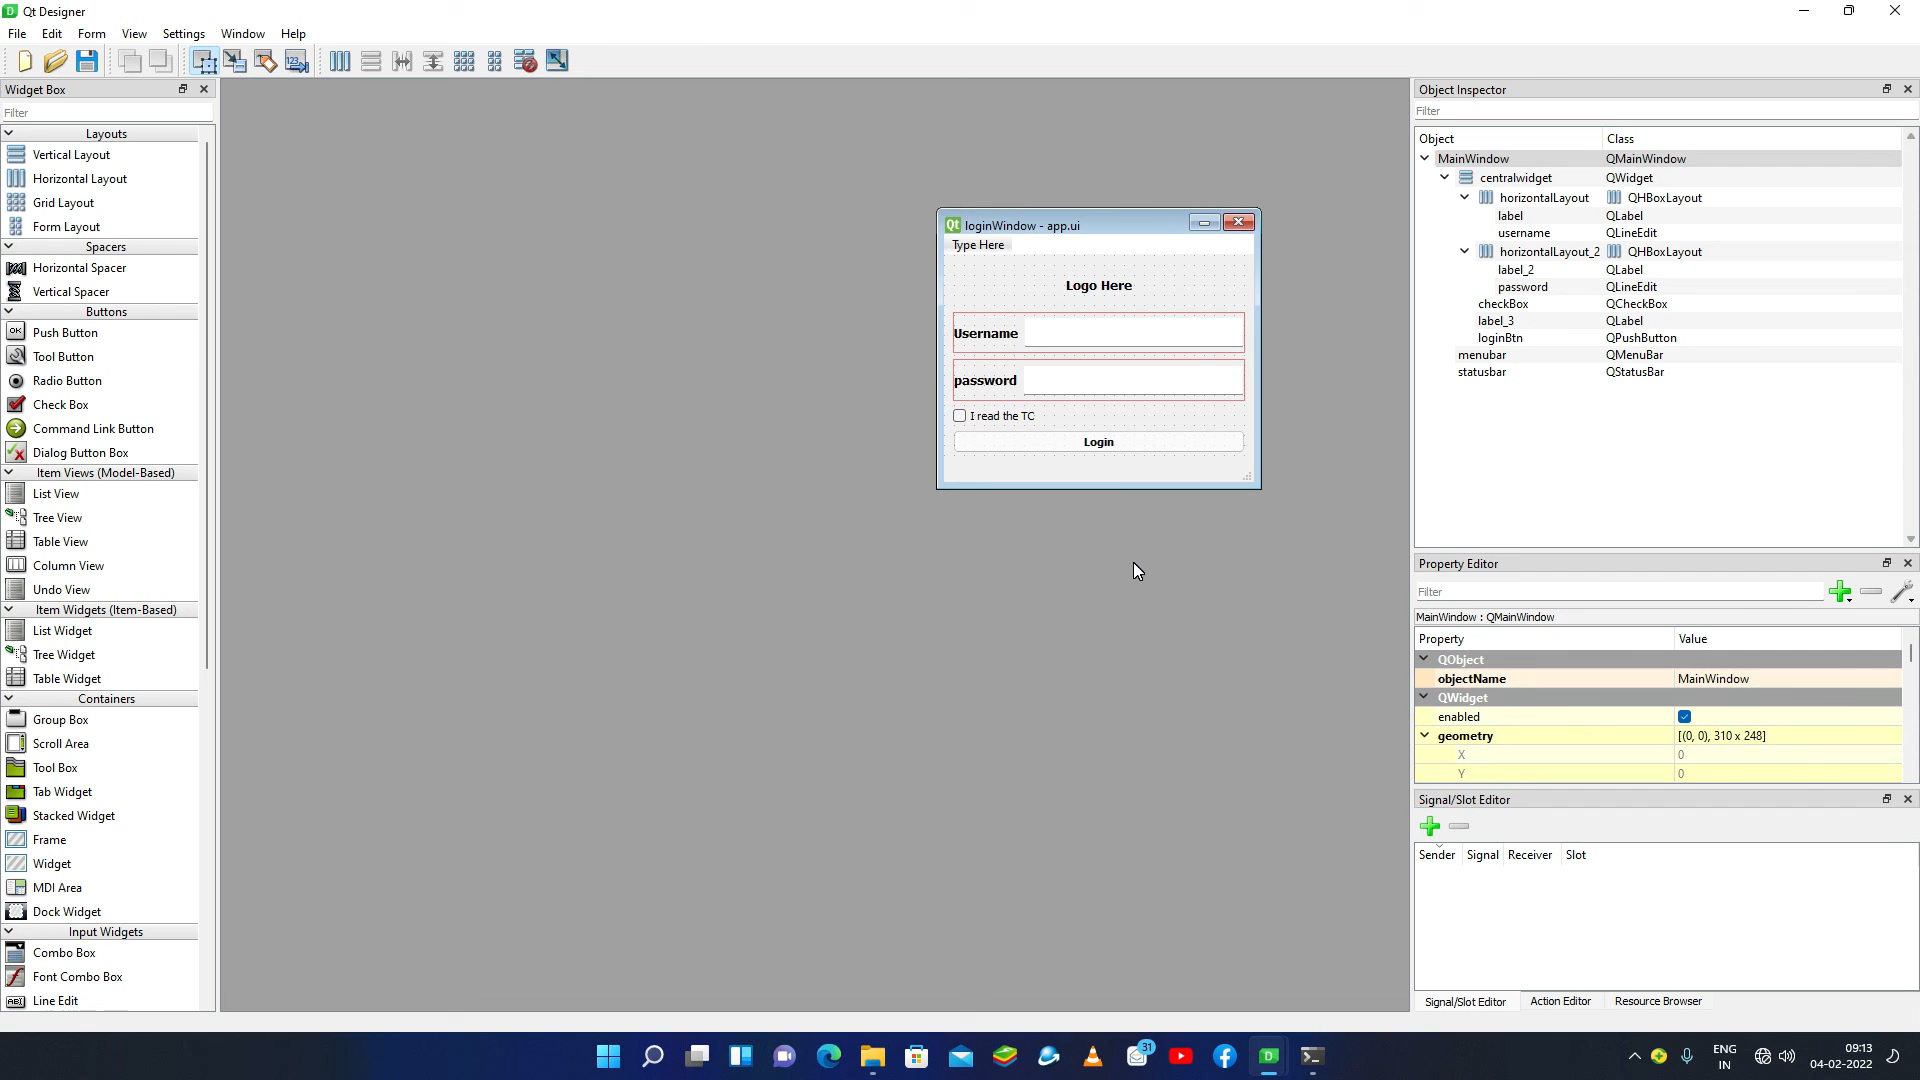 Qt Designer
File Edit Form View Settings Window Help
Widget Box
Filter
Layouts
Vertical Layout
Horizontal Layout
Grid Layout
Form Layout
Spacers
Horizontal Spacer
Vertical Spacer
Buttons
OK Push Button
Tool Button
Radio Button
Check Box
Command Link Button
Dialog Button Box
Item Views (Model-Based)
List View
Tree View
Table View
Column View
Undo View
Item Widgets (Item-Based)
List Widget
Tree Widget
Table Widget
Containers
Group Box
Scroll Area
Tool Box
Tab Widget
Stacked Widget
Frame
Widget
MDI Area
Dock Widget
Input Widgets
Combo Box
Font Combo Box
Line Edit
loginWindow - app.ui
Type Here
Logo Here
Username
password
I read the TC
Login
Object Inspector
Filter
Object Class
MainWindow QMainWindow
centralwidget QWidget
horizontalLayout QHBoxLayout
label QLabel
username QLineEdit
horizontalLayout_2 QHBoxLayout
label_2 QLabel
password QLineEdit
checkBox QCheckBox
label_3 QLabel
loginBtn QPushButton
menubar QMenuBar
statusbar QStatusBar
Property Editor
Filter
MainWindow : QMainWindow
Property Value
QObject
objectName MainWindow
QWidget
enabled
geometry [(0, 0), 310 x 248]
X 0
Y 0
Signal/Slot Editor
Sender Signal Receiver Slot
Signal/Slot Editor Action Editor Resource Browser
31
ENG
IN
09:13
04-02-2022